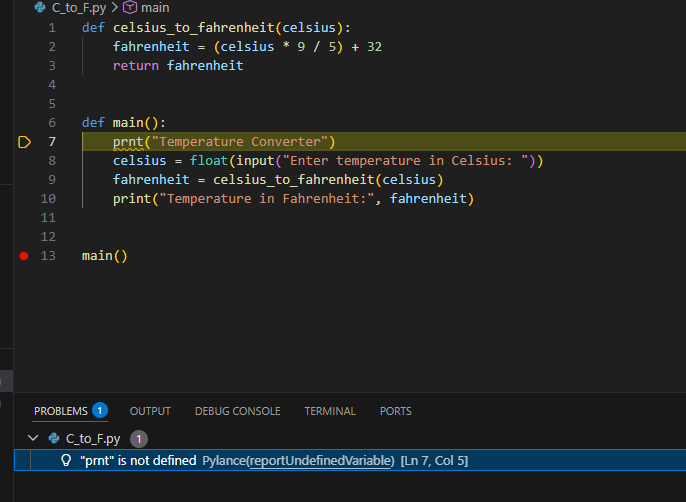 C_to_F.py > main
1 def celsius_to_fahrenheit(celsius):
2 fahrenheit = (celsius * 9 / 5) + 32
3 return fahrenheit
4
5
6 def main():
7 prnt("Temperature Converter")
8 celsius = float(input("Enter temperature in Celsius: "))
9 fahrenheit = celsius_to_fahrenheit(celsius)
10 print("Temperature in Fahrenheit:", fahrenheit)
11
12
13 main()
PROBLEMS 1 OUTPUT DEBUG CONSOLE TERMINAL PORTS
C_to_F.py 1
"prnt" is not defined Pylance(reportUndefinedVariable) [Ln 7, Col 5]